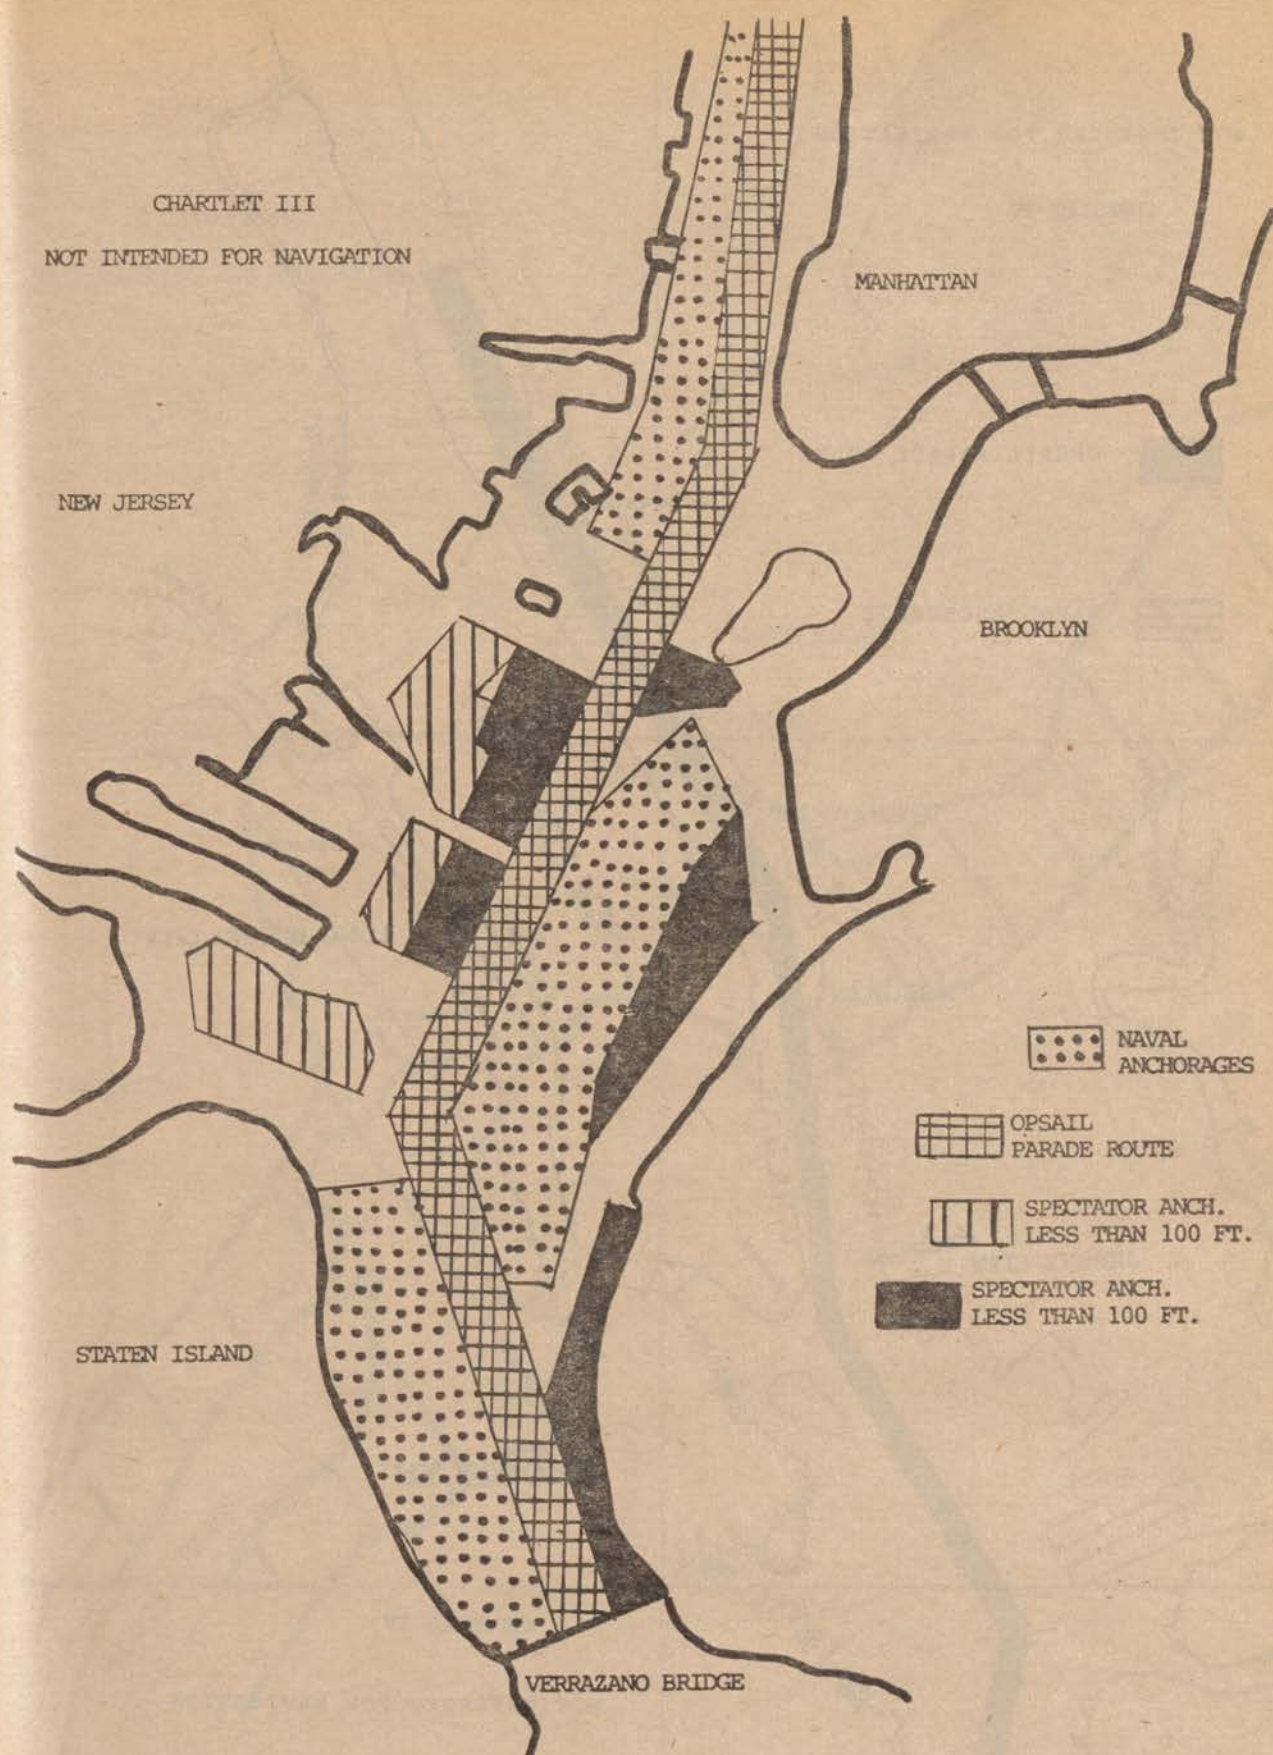 CHARTLET III
NOT INTENDED FOR NAVIGATION
MANHATTAN
NEW JERSEY
BROOKLYN
NAVAL
ANCHORAGES
OPSAIL
PARADE ROUTE
SPECTATOR ANCH.
LESS THAN 100 FT.
SPECTATOR ANCH.
LESS THAN 100 FT.
STATEN ISLAND
VERRAZANO BRIDGE